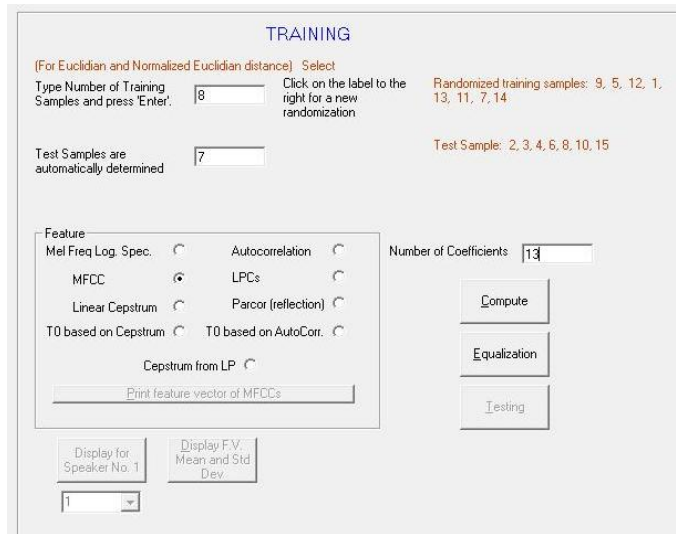 TRAINING
(For Euclidian and Normalized Euclidian distance) Select
Type Number of Training
Samples and press 'Enter'.
8
Click on the label to the
right for a new
randomization
Randomized training samples: 9, 5, 12, 1,
13, 11, 7, 14
Test Samples are
automatically determined
7
Test Sample: 2, 3, 4, 6, 8, 10, 15
Feature
Mel Freq Log. Spec.
Autocorrelation
MFCC
LPCs
Linear Cepstrum
Parcor (reflection)
T0 based on Cepstrum
T0 based on AutoCorr.
Cepstrum from LP
Print feature vector of MFCCs
Number of Coefficients
13
Compute
Equalization
Testing
Display for
Speaker No. 1
Display F.V.
Mean and Std
Dev
1